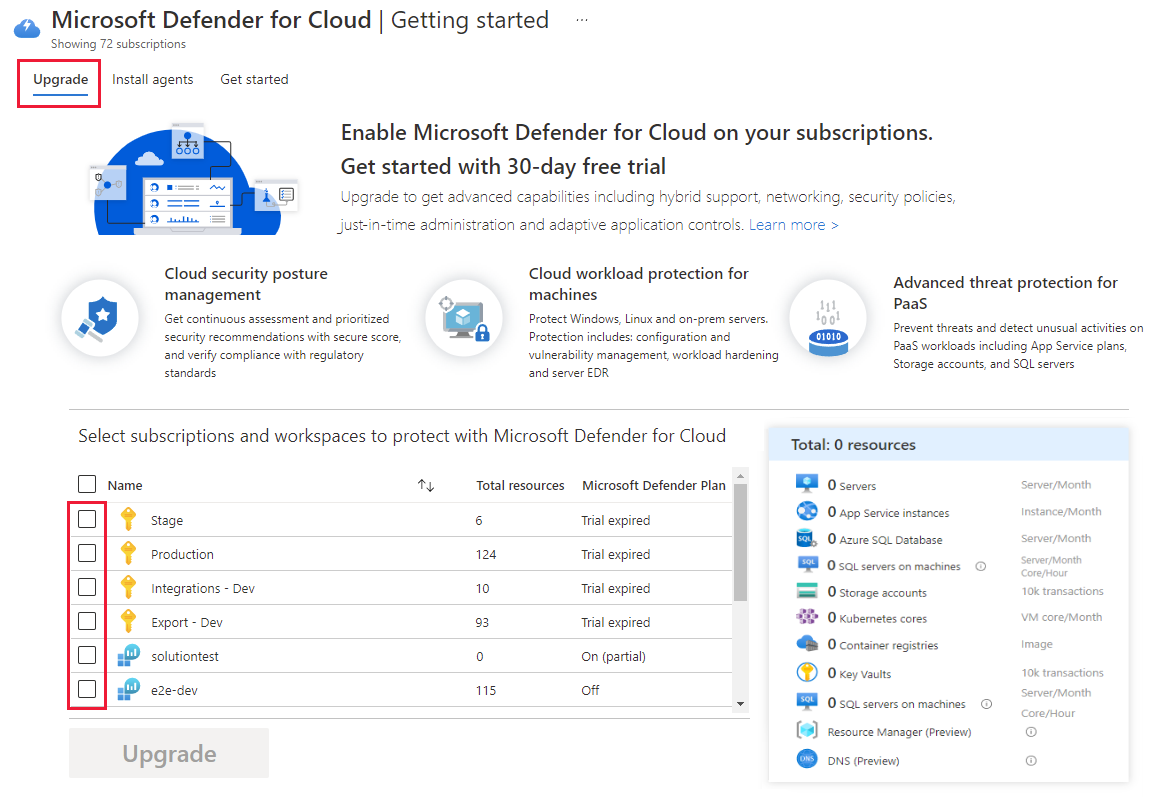 Microsoft Defender for Cloud | Getting started ...
Showing 72 subscriptions
Upgrade Install agents Get started
Enable Microsoft Defender for Cloud on your subscriptions.
Get started with 30-day free trial
Upgrade to get advanced capabilities including hybrid support, networking, security policies,
just-in-time administration and adaptive application controls. Learn more >
Cloud security posture
management
Get continuous assessment and prioritized
security recommendations with secure score,
and verify compliance with regulatory
standards
Cloud workload protection for
machines
Protect Windows, Linux and on-prem servers.
Protection includes: configuration and
vulnerability management, workload hardening
and server EDR
01010
Advanced threat protection for
PaaS
Prevent threats and detect unusual activities on
PaaS workloads including App Service plans,
Storage accounts, and SQL servers
Select subscriptions and workspaces to protect with Microsoft Defender for Cloud
Name Total resources Microsoft Defender Plan
Stage 6 Trial expired
Production 124 Trial expired
Integrations - Dev 10 Trial expired
Export - Dev 93 Trial expired
solutiontest 0 On (partial)
e2e-dev 115 Off
Upgrade
Total: 0 resources
0 Servers Server/Month
0 App Service instances Instance/Month
SQL 0 Azure SQL Database Server/Month
SQL 0 SQL servers on machines Server/Month
Core/Hour
0 Storage accounts 10k transactions
0 Kubernetes cores VM core/Month
0 Container registries Image
0 Key Vaults 10k transactions
SQL 0 SQL servers on machines Server/Month
Core/Hour
Resource Manager (Preview)
DNS DNS (Preview)